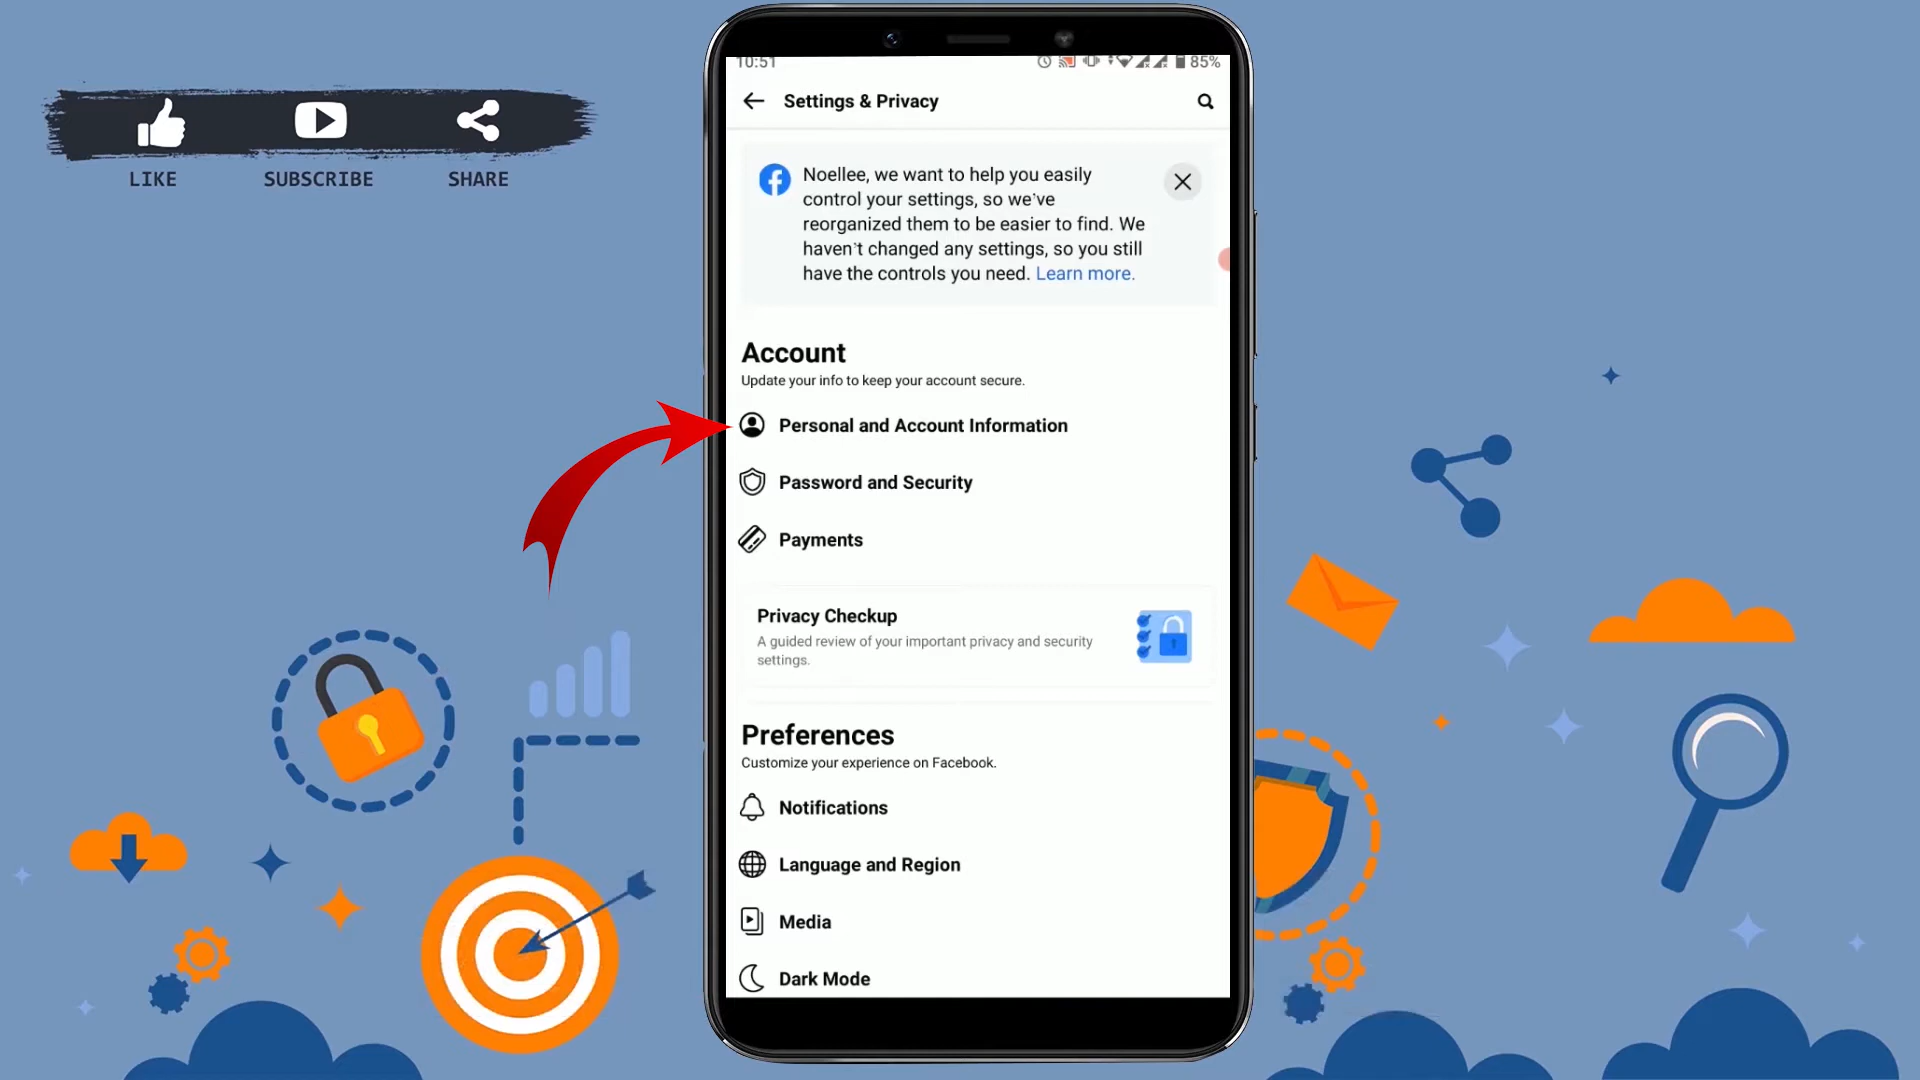 LIKE
SUBSCRIBE
SHARE
10:51
85%
Settings & Privacy
Noellee, we want to help you easily
control your settings, so we've
reorganized them to be easier to find. We
haven't changed any settings, so you still
have the controls you need. Learn more.
Account
Update your info to keep your account secure.
Personal and Account Information
Password and Security
Payments
Privacy Checkup
A guided review of your important privacy and security
settings.
Preferences
Customize your experience on Facebook.
Notifications
Language and Region
Media
Dark Mode